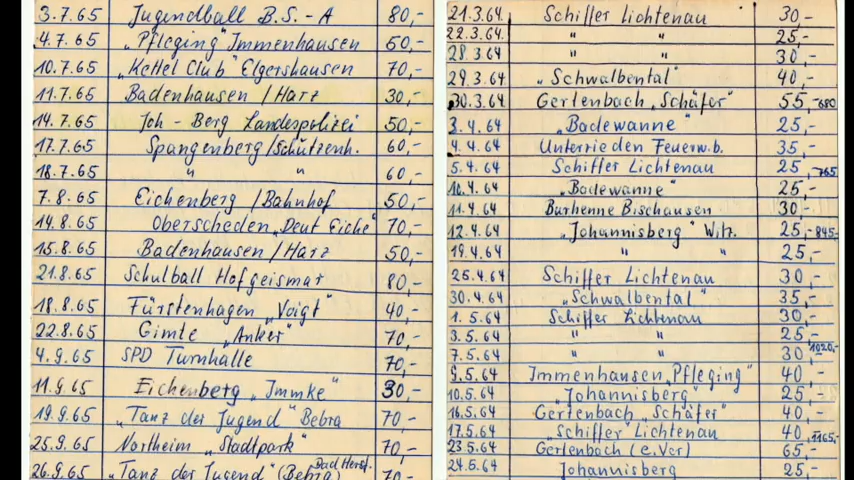 3.7.65 Jugendball B.S.-A 80,-
4.7.65 „Pfleging" Immenhausen 60,-
10.7.65 „Kettel Club" Elgershausen 70,-
11.7.65 Badenhausen/Harz 30,-
14.7.65 Joh-Berg Landespolizei 50,-
17.7.65 Spangenberg/Schützenh. 60,-
18.7.65 " " 60,-
7.8.65 Eichenberg/Bahnhof 50,-
14.8.65 Oberscheden „Deut Eiche" 70,-
15.8.65 Badenhausen/Harz 50,-
21.8.65 Schulball Hofgeismar 80,-
18.8.65 Fürstenhagen „Voigt" 40,-
22.8.65 Gimte „Anker" 70,-
4.9.65 SPD Turnhalle 70,-
11.9.65 Eichenberg „Immke" 30,-
19.9.65 „Tanz der Jugend" Bebra 70,-
25.9.65 Northeim „Stadtpark" 70,-
26.9.65 „Tanz der Jugend" (Bebra Bad Hersf. 70,-
21.3.64 Schiffer Lichtenau 30,-
22.3.64 " " 25,-
28.3.64 " " 30,-
29.3.64 „Schwalbental" 40,-
30.3.64 Gertenbach „Schäfer" 55,- 680
3.4.64 „Badewanne" 25,-
4.4.64 Unterrieden Feuerw.b. 35,-
5.4.64 Schiffer Lichtenau 25,- 765
10.4.64 „Badewanne" 25,-
11.4.64 Burhenne Bischausen 30,-
12.4.64 „Johannisberg" Witz. 25,- 845-
19.4.64 " " 25,-
25.4.64 Schiffer Lichtenau 30,-
30.4.64 „Schwalbental" 35,-
1.5.64 Schiffer Lichtenau 30,-
3.5.64 " " 25,-
7.5.64 " " 30,- 1020,-
9.5.64 Immenhausen „Pfleging" 40,-
10.5.64 „Johannisberg" 25,-
16.5.64 Gertenbach „Schäfer" 40,-
17.5.64 „Schiffer" Lichtenau 40,- 1165,-
23.5.64 Gertenbach (e.Ver) 65,-
24.5.64 Johannisberg 25,-